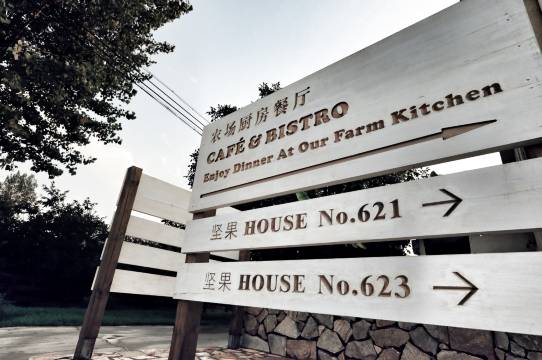 农场厨房餐厅
CAFÉ & BISTRO
Enjoy Dinner At Our Farm Kitchen
坚果 HOUSE No.621
坚果 HOUSE No.623